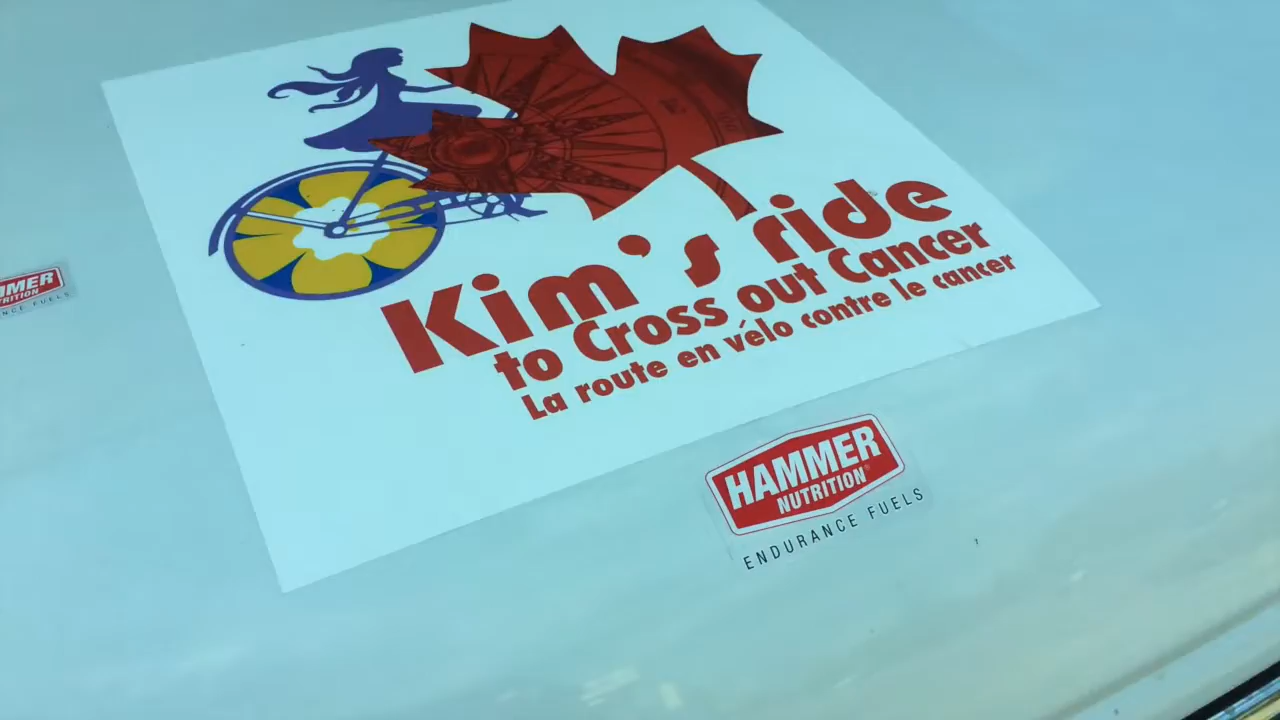 Kim's ride
to Cross out Cancer
La route en vélo contre le cancer
HAMMER
NUTRITION®
ENDURANCE FUELS